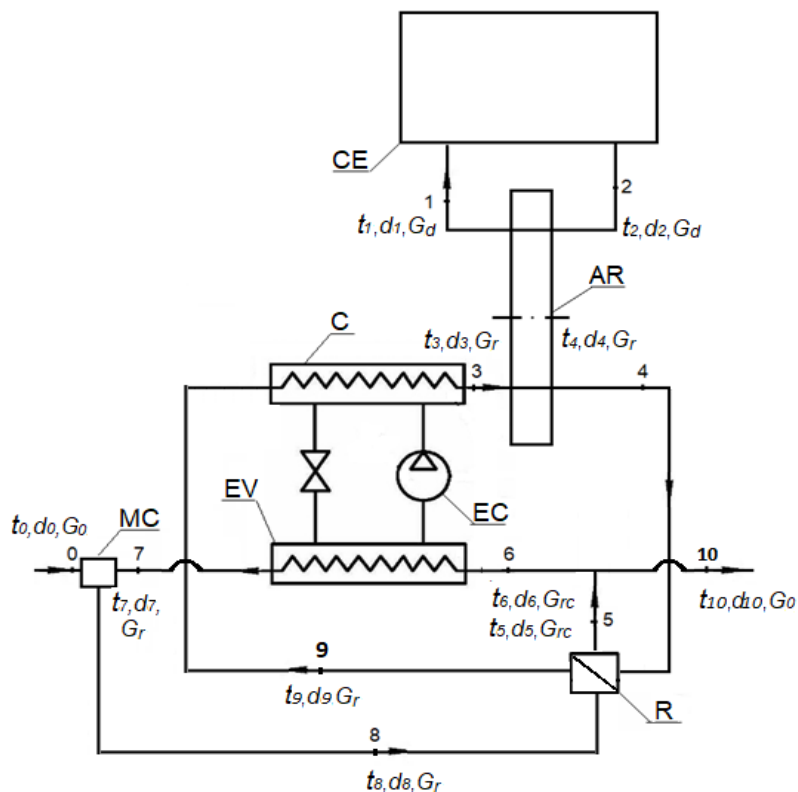 CE
1
2
t1,d1,Gd
t2,d2,Gd
AR
C
t3,d3,Gr
t4,d4,Gr
3
4
EV
EC
t0,d0,G0
MC
0
7
6
10
t7,d7,
Gr
t6,d6,Grc
t5,d5,Grc
5
t10,d10,G0
9
t9,d9 Gr
R
8
t8,d8,Gr